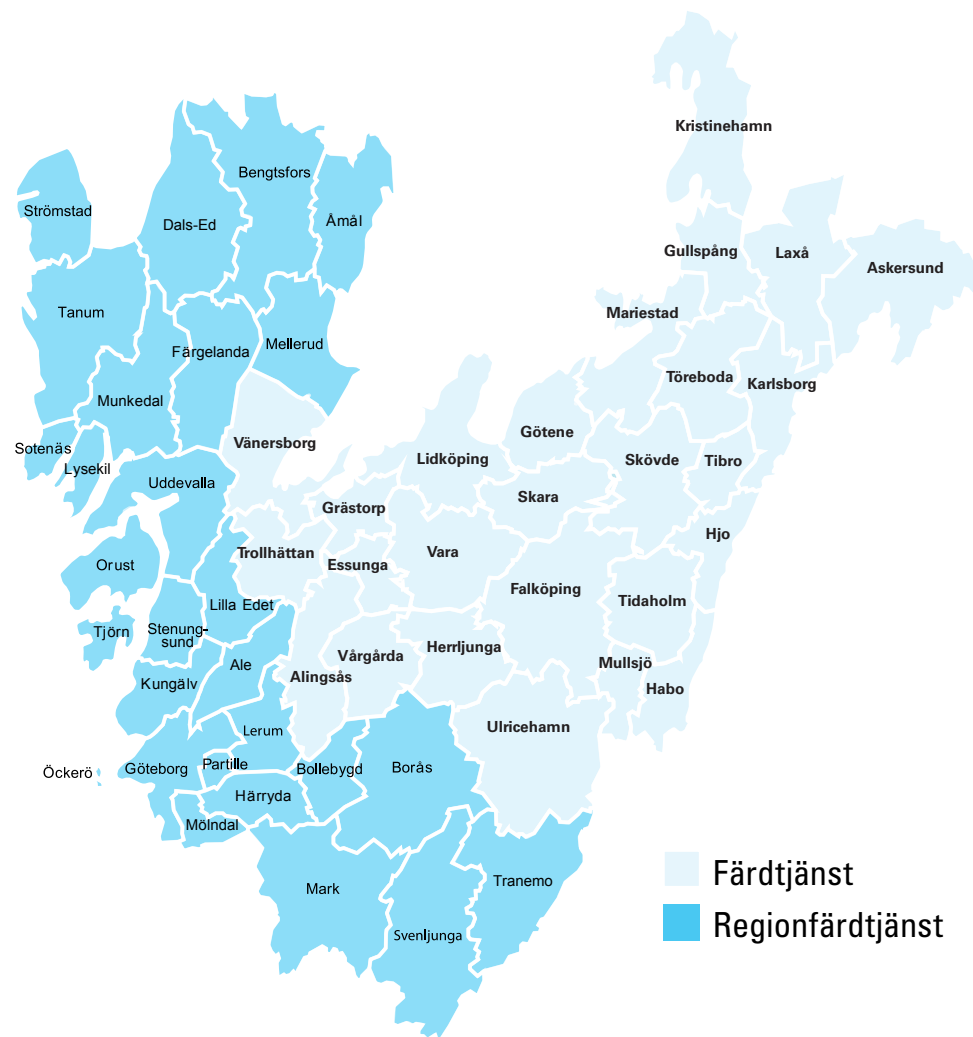 Kristinehamn
Bengtsfors
Strömstad
Dals-Ed
Åmål
Gullspång
Laxå
Askersund
Tanum
Mariestad
Färgelanda
Mellerud
Töreboda
Karlsborg
Munkedal
Vänersborg
Götene
Sotenäs
Lysekil
Lidköping
Skövde
Tibro
Uddevalla
Skara
Grästorp
Hjo
Trollhättan
Essunga
Vara
Orust
Falköping
Tidaholm
Lilla Edet
Tjörn
Stenung-
sund
Ale
Vårgårda
Herrljunga
Mullsjö
Kungälv
Alingsås
Habo
Lerum
Ulricehamn
Öckerö
Göteborg
Partille
Bollebygd
Borås
Härryda
Mölndal
Mark
Tranemo
Svenljunga
Färdtjänst
Regionfärdtjänst